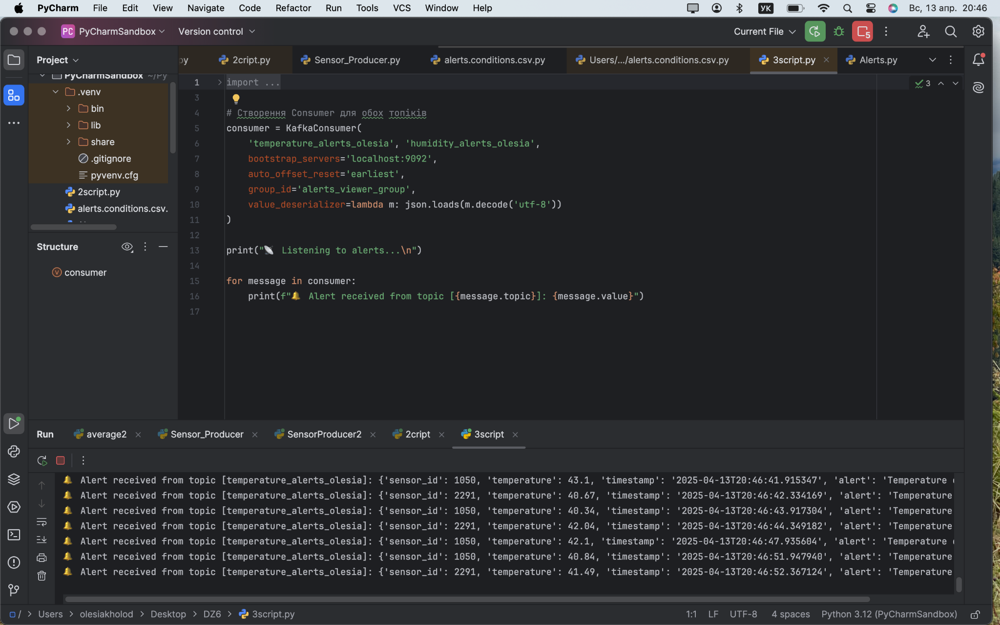 PyCharm File Edit View Navigate Code Refactor Run Tools VCS Window Help УК Вс, 13 апр. 20:46
PC PyCharmSandbox Version control Current File 5
Project
PyCharmSandbox ~/Py
.venv
bin
lib
share
.gitignore
pyvenv.cfg
2script.py
alerts.conditions.csv.
Structure
consumer
py 2cript.py Sensor_Producer.py alerts.conditions.csv.py Users/.../alerts.conditions.csv.py 3script.py Alerts.py
1 import ... 3
3
4 # Створення Consumer для обох топіків
5 consumer = KafkaConsumer(
6 'temperature_alerts_olesia', 'humidity_alerts_olesia',
7 bootstrap_servers='localhost:9092',
8 auto_offset_reset='earliest',
9 group_id='alerts_viewer_group',
10 value_deserializer=lambda m: json.loads(m.decode('utf-8'))
11 )
12
13 print("📡 Listening to alerts...\n")
14
15 for message in consumer:
16 print(f"🔔 Alert received from topic [{message.topic}]: {message.value}")
17
Run average2 Sensor_Producer SensorProducer2 2cript 3script
🔔 Alert received from topic [temperature_alerts_olesia]: {'sensor_id': 1050, 'temperature': 43.1, 'timestamp': '2025-04-13T20:46:41.915347', 'alert': 'Temperature
🔔 Alert received from topic [temperature_alerts_olesia]: {'sensor_id': 2291, 'temperature': 40.67, 'timestamp': '2025-04-13T20:46:42.334169', 'alert': 'Temperature
🔔 Alert received from topic [temperature_alerts_olesia]: {'sensor_id': 1050, 'temperature': 40.34, 'timestamp': '2025-04-13T20:46:43.917304', 'alert': 'Temperature
🔔 Alert received from topic [temperature_alerts_olesia]: {'sensor_id': 2291, 'temperature': 42.04, 'timestamp': '2025-04-13T20:46:44.349182', 'alert': 'Temperature
🔔 Alert received from topic [temperature_alerts_olesia]: {'sensor_id': 1050, 'temperature': 42.1, 'timestamp': '2025-04-13T20:46:47.935604', 'alert': 'Temperature
🔔 Alert received from topic [temperature_alerts_olesia]: {'sensor_id': 1050, 'temperature': 40.84, 'timestamp': '2025-04-13T20:46:51.947940', 'alert': 'Temperature
🔔 Alert received from topic [temperature_alerts_olesia]: {'sensor_id': 2291, 'temperature': 41.49, 'timestamp': '2025-04-13T20:46:52.367124', 'alert': 'Temperature
/ > Users > olesiakholod > Desktop > DZ6 > 3script.py 1:1 LF UTF-8 4 spaces Python 3.12 (PyCharmSandbox)